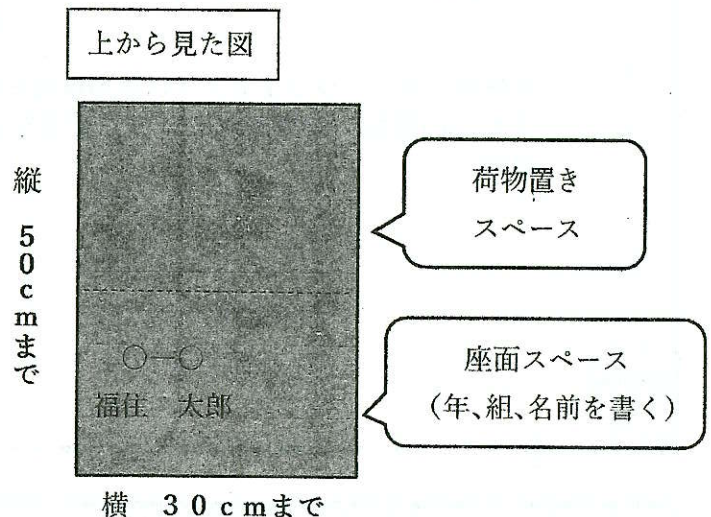 上から見た図
縦 50cmまで
荷物置き
スペース
○ー○
福住 太郎
座面スペース
(年、組、名前を書く)
横 30cmまで